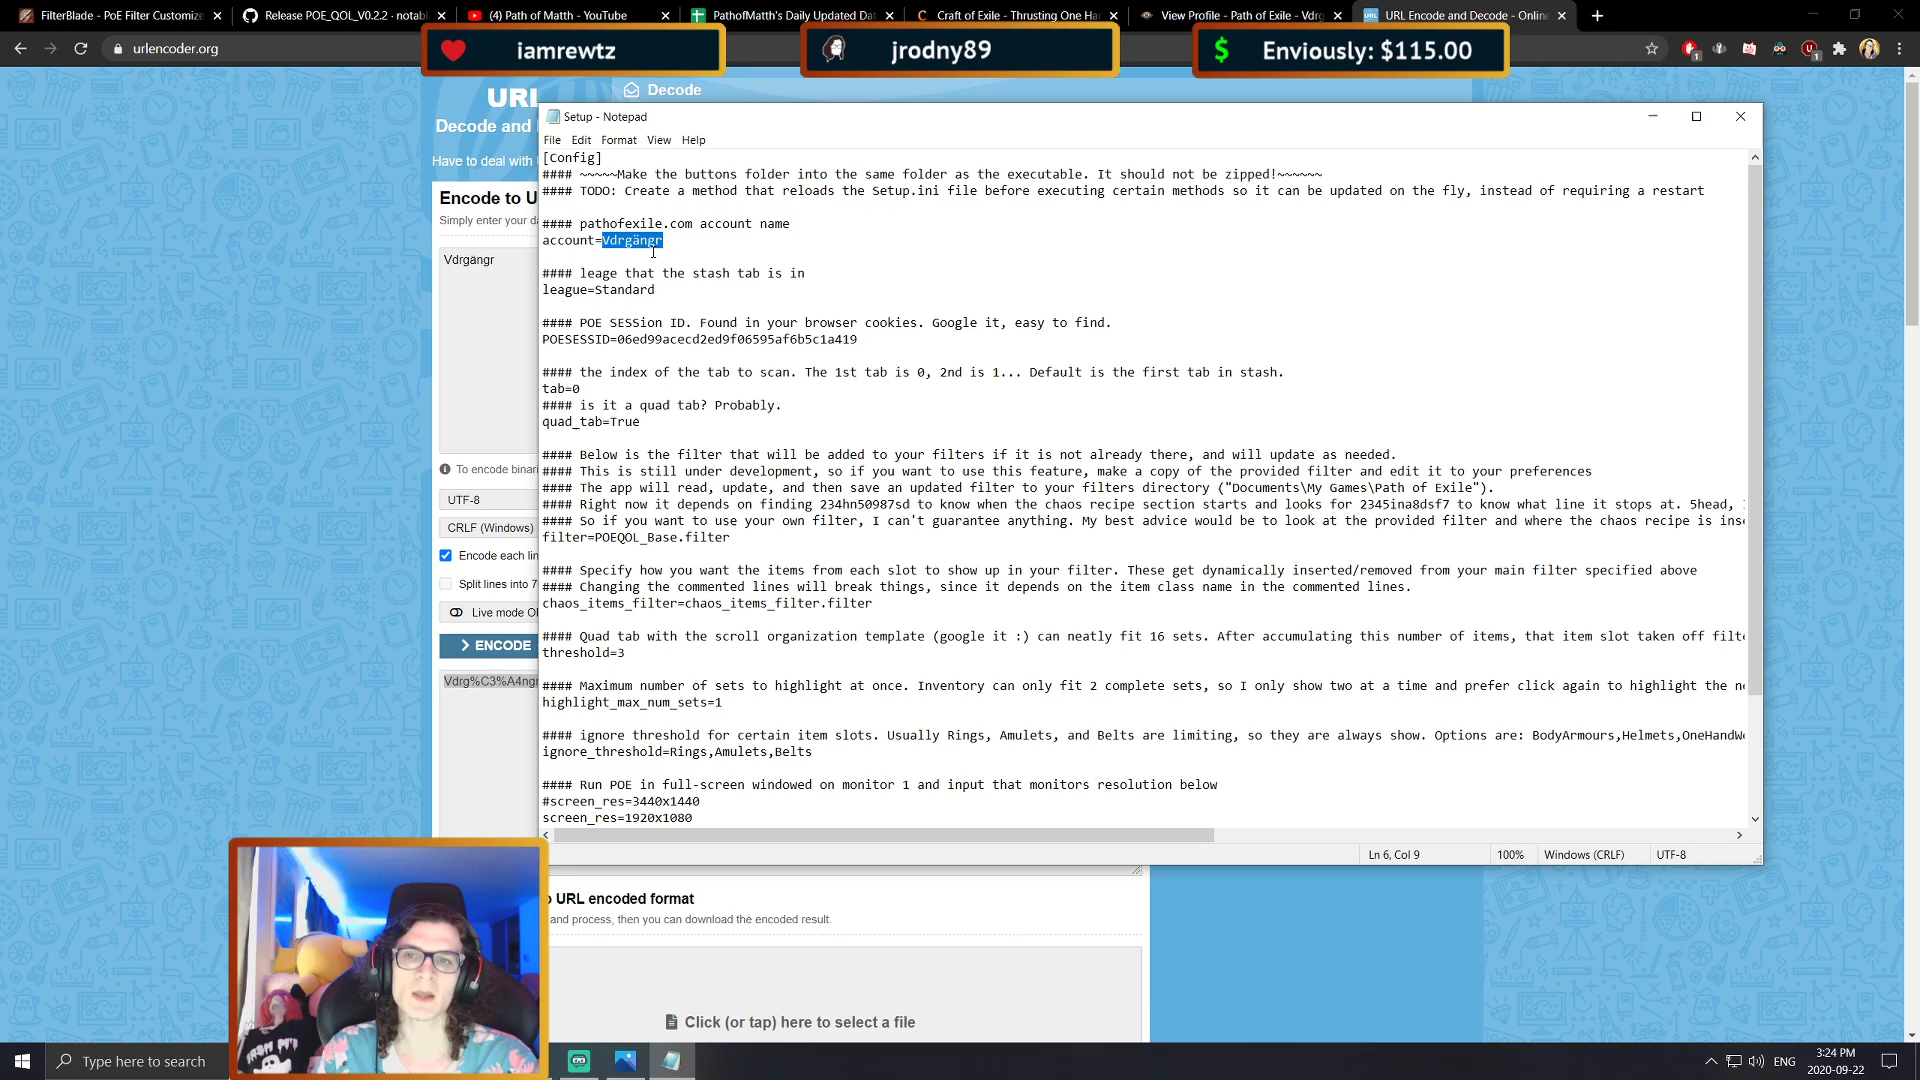 PoE Filter - FilterBlade - PoE Filter Customize
Release POE_QOL_V0.2.2 · notabl
(4) Path of Matth - YouTube
PathofMatth's Daily Updated Dat
Craft of Exile - Thrusting One Ha
View Profile - Path of Exile - Vdrg
URL Encode and Decode - Online
urlencoder.org
iamrewtz
jrodny89
$ Enviously: $115.00
Decode
Decode and
Have to deal with
Setup - Notepad
File Edit Format View Help
[Config]
#### ~~~~~Make the buttons folder into the same folder as the executable. It should not be zipped!~~~~~~
#### TODO: Create a method that reloads the Setup.ini file before executing certain methods so it can be updated on the fly, instead of requiring a restart
#### pathofexile.com account name
account=Vdrgängr
#### leage that the stash tab is in
league=Standard
#### POE SESSion ID. Found in your browser cookies. Google it, easy to find.
POESESSID=06ed99acecd2ed9f06595af6b5c1a419
#### the index of the tab to scan. The 1st tab is 0, 2nd is 1... Default is the first tab in stash.
tab=0
#### is it a quad tab? Probably.
quad_tab=True
#### Below is the filter that will be added to your filters if it is not already there, and will update as needed.
#### This is still under development, so if you want to use this feature, make a copy of the provided filter and edit it to your preferences
#### The app will read, update, and then save an updated filter to your filters directory ("Documents\My Games\Path of Exile").
#### Right now it depends on finding 234hn50987sd to know when the chaos recipe section starts and looks for 2345ina8dsf7 to know what line it stops at. 5head,
#### So if you want to use your own filter, I can't guarantee anything. My best advice would be to look at the provided filter and where the chaos recipe is inse
filter=POEQOL_Base.filter
#### Specify how you want the items from each slot to show up in your filter. These get dynamically inserted/removed from your main filter specified above
#### Changing the commented lines will break things, since it depends on the item class name in the commented lines.
chaos_items_filter=chaos_items_filter.filter
#### Quad tab with the scroll organization template (google it :) can neatly fit 16 sets. After accumulating this number of items, that item slot taken off filte
threshold=3
#### Maximum number of sets to highlight at once. Inventory can only fit 2 complete sets, so I only show two at a time and prefer click again to highlight the ne
highlight_max_num_sets=1
#### ignore threshold for certain item slots. Usually Rings, Amulets, and Belts are limiting, so they are always show. Options are: BodyArmours,Helmets,OneHandWe
ignore_threshold=Rings,Amulets,Belts
#### Run POE in full-screen windowed on monitor 1 and input that monitors resolution below
#screen_res=3440x1440
screen_res=1920x1080
Ln 6, Col 9 100% Windows (CRLF) UTF-8
Encode to U
Simply enter your da
Vdrgängr
To encode binari
UTF-8
CRLF (Windows)
Encode each lin
Split lines into 7
Live mode OF
ENCODE
Vdrg%C3%A4ngr
o URL encoded format
and process, then you can download the encoded result.
Click (or tap) here to select a file
Type here to search
ENG
3:24 PM
2020-09-22